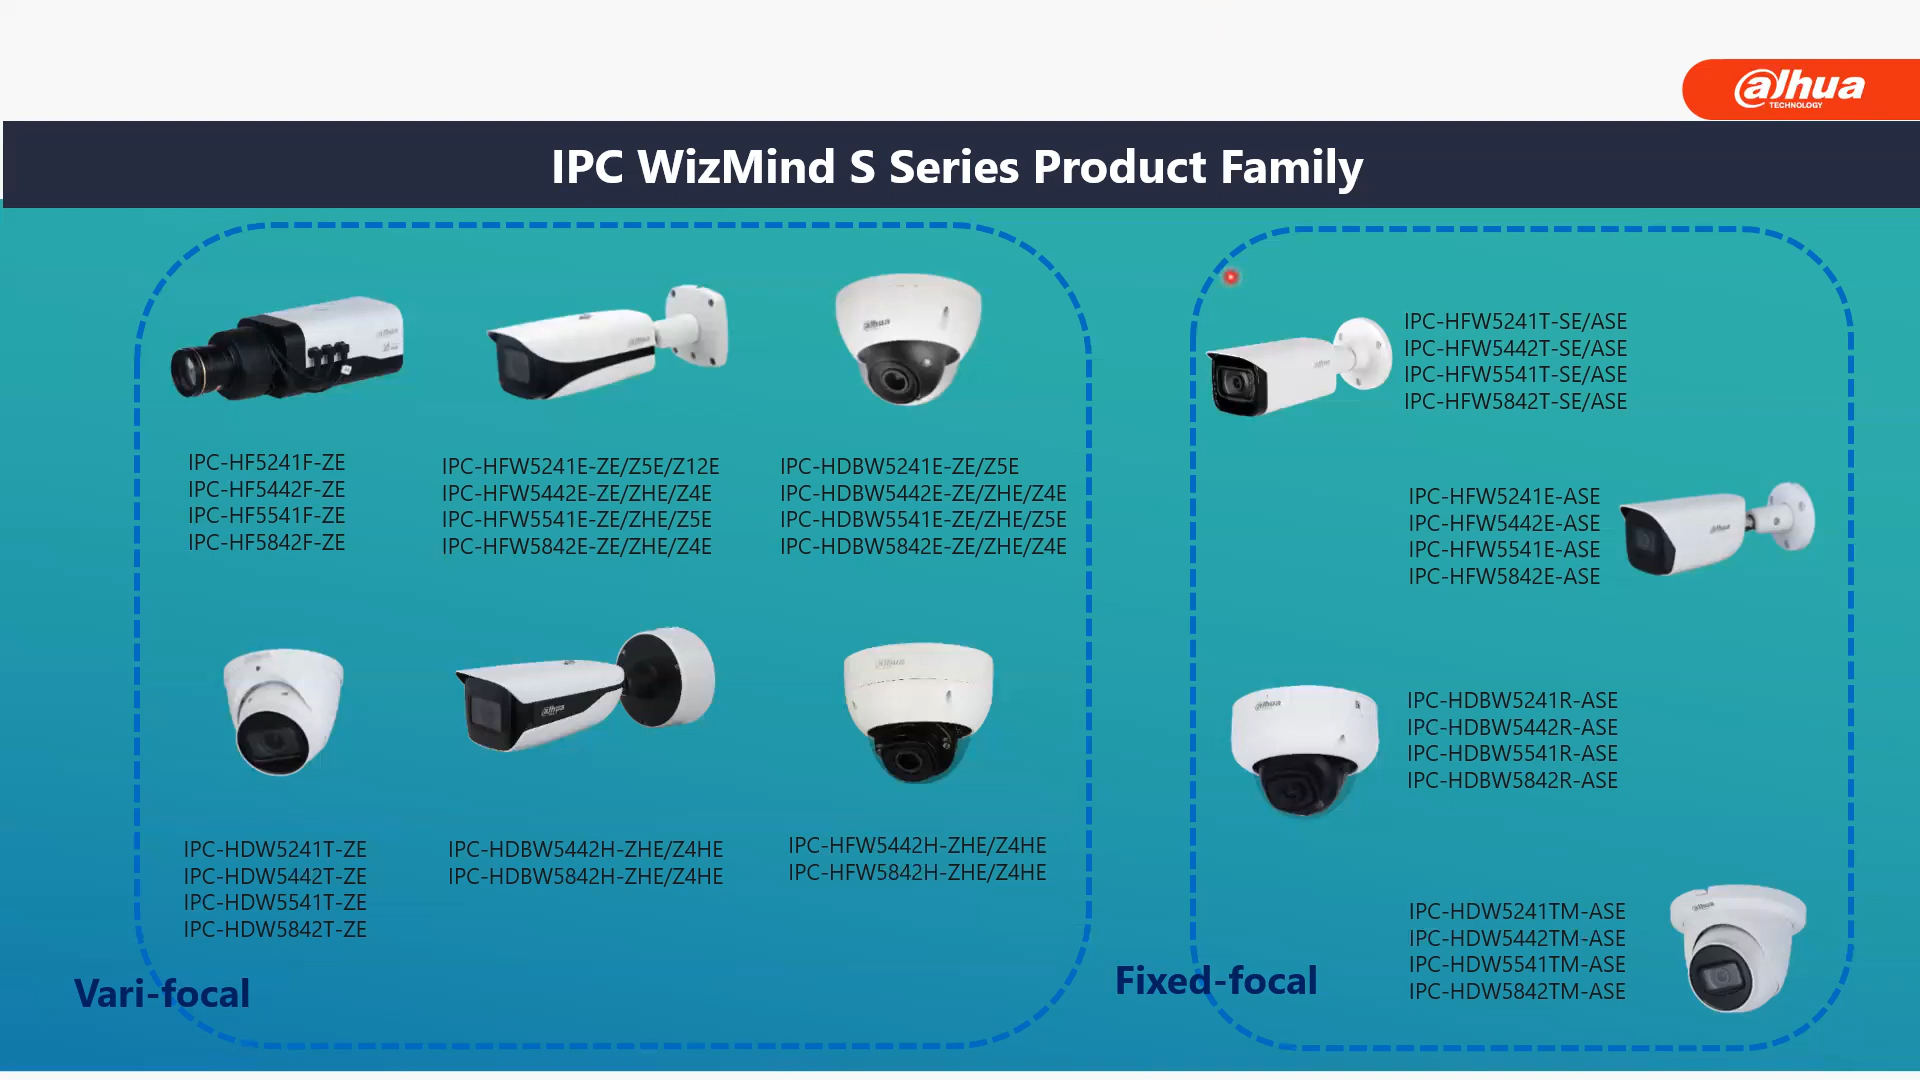 alhua
TECHNOLOGY
IPC WizMind S Series Product Family
IPC-HF5241F-ZE
IPC-HF5442F-ZE
IPC-HF5541F-ZE
IPC-HF5842F-ZE
IPC-HFW5241E-ZE/Z5E/Z12E
IPC-HFW5442E-ZE/ZHE/Z4E
IPC-HFW5541E-ZE/ZHE/Z5E
IPC-HFW5842E-ZE/ZHE/Z4E
IPC-HDBW5241E-ZE/Z5E
IPC-HDBW5442E-ZE/ZHE/Z4E
IPC-HDBW5541E-ZE/ZHE/Z5E
IPC-HDBW5842E-ZE/ZHE/Z4E
IPC-HDW5241T-ZE
IPC-HDW5442T-ZE
IPC-HDW5541T-ZE
IPC-HDW5842T-ZE
IPC-HDBW5442H-ZHE/Z4HE
IPC-HDBW5842H-ZHE/Z4HE
IPC-HFW5442H-ZHE/Z4HE
IPC-HFW5842H-ZHE/Z4HE
Vari-focal
IPC-HFW5241T-SE/ASE
IPC-HFW5442T-SE/ASE
IPC-HFW5541T-SE/ASE
IPC-HFW5842T-SE/ASE
IPC-HFW5241E-ASE
IPC-HFW5442E-ASE
IPC-HFW5541E-ASE
IPC-HFW5842E-ASE
IPC-HDBW5241R-ASE
IPC-HDBW5442R-ASE
IPC-HDBW5541R-ASE
IPC-HDBW5842R-ASE
IPC-HDW5241TM-ASE
IPC-HDW5442TM-ASE
IPC-HDW5541TM-ASE
IPC-HDW5842TM-ASE
Fixed-focal